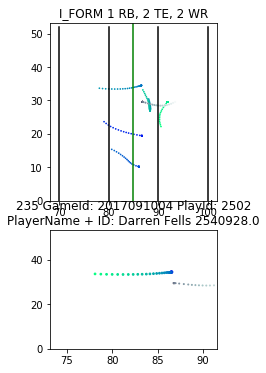 I_FORM 1 RB, 2 TE, 2 WR
50
40
30
20
10
0
70 80 90 100
235 GameId: 2017091004 PlayId: 2502
PlayerName + ID: Darren Fells 2540928.0
40
20
0
75 80 85 90